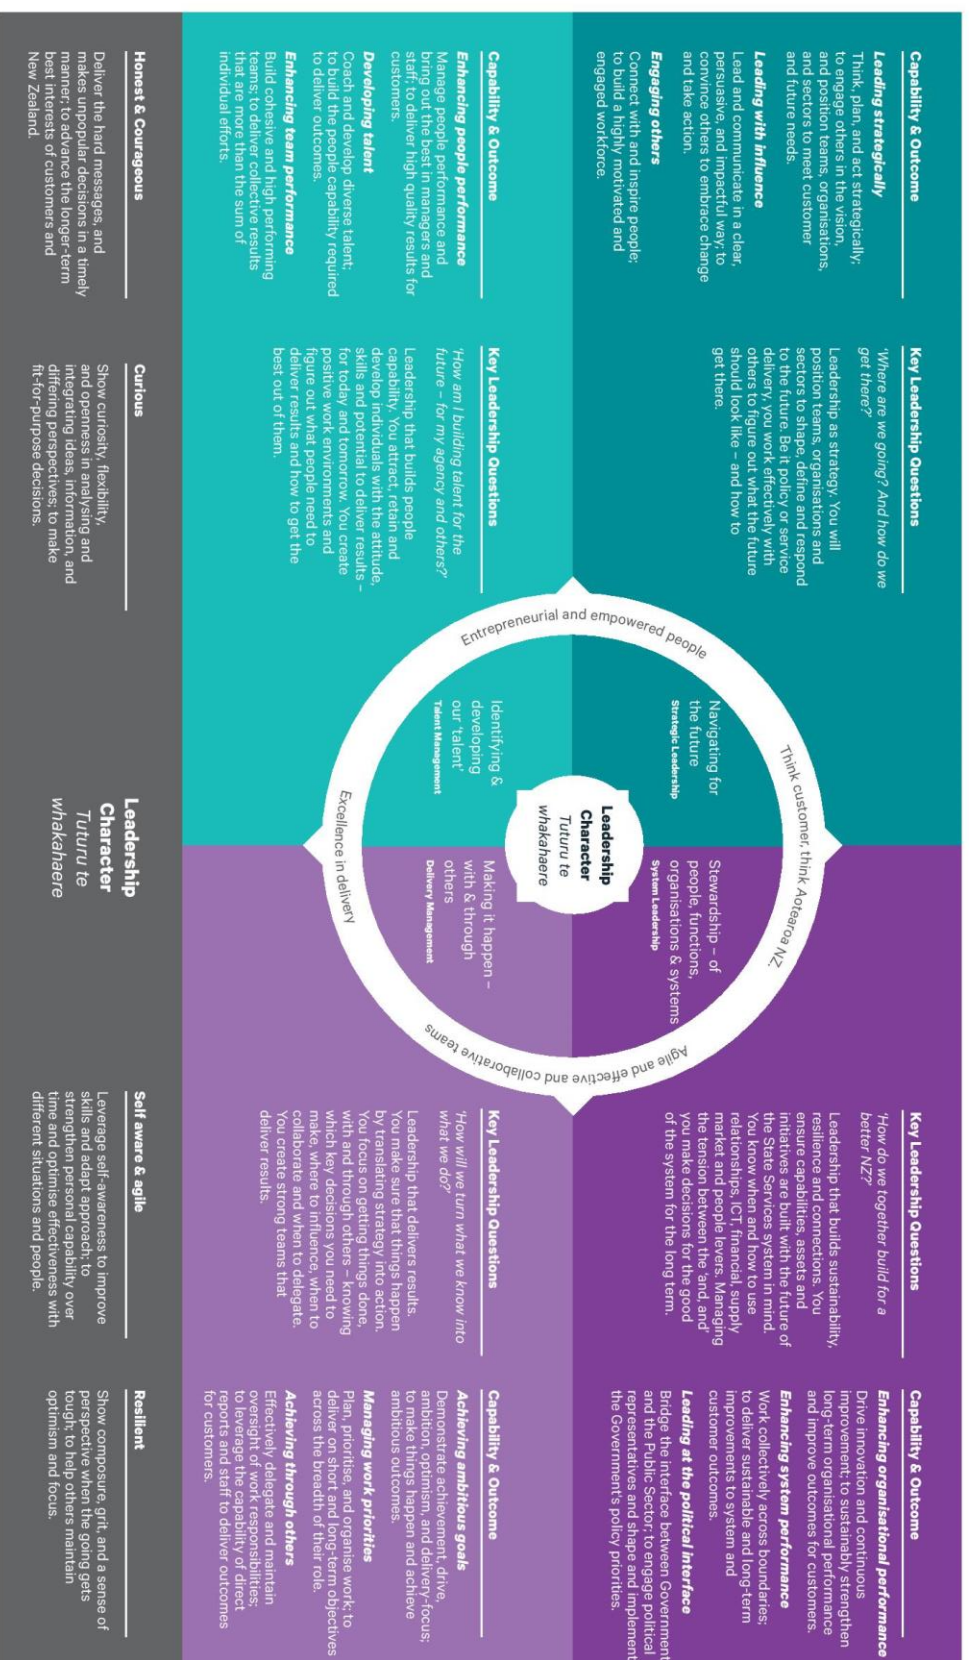 Capability & Outcome
Leading strategically
Think, plan, and act strategically;
to engage others in the vision,
and position teams, organisations,
and sectors to meet customer
and future needs.
Leading with influence
Lead and communicate in a clear,
persuasive, and impactful way; to
convince others to embrace change
and take action.
Engaging others
Connect with and inspire people;
to build a highly motivated and
engaged workforce.
Key Leadership Questions
'Where are we going? And how do we
get there?'
Leadership as strategy. You will
position teams, organisations and
sectors to shape, define and respond
to the future. Be it policy or service
delivery, you work effectively with
others to figure out what the future
should look like – and how to
get there.
Navigating for
the future
Strategic Leadership
Think customer, think Aotearoa NZ.
Stewardship – of
people, functions,
organisations & systems
System Leadership
Key Leadership Questions
'How do we together build for a
better NZ?'
Leadership that builds sustainability,
resilience and connections. You
ensure capabilities, assets and
initiatives are built with the future of
the State Services system in mind.
You know when and how to use
relationships, ICT, financial, supply
market and people levers. Managing
the tension between the 'and, and'
you make decisions for the good
of the system for the long term.
Capability & Outcome
Enhancing organisational performance
Drive innovation and continuous
improvement; to sustainably strengthen
long-term organisational perfomance
and improve outcomes for customers.
Enhancing system performance
Work collectively across boundaries;
to deliver sustainable and long-term
improvements to system and
customer outcomes.
Leading at the political interface
Bridge the interface between Government
and the Public Sector; to engage political
representatives and shape and implement
the Government's policy priorities.
Capability & Outcome
Enhancing people performance
Manage people performance and
bring out the best in managers and
staff; to deliver high quality results for
customers.
Developing talent
Coach and develop diverse talent;
to build the people capability required
to deliver outcomes.
Enhancing team performance
Build cohesive and high performing
teams; to deliver collective results
that are more than the sum of
individual efforts.
Key Leadership Questions
'How am I building talent for the
future – for my agency and others?'
Leadership that builds people
capability. You attract, retain and
develop individuals with the attitude,
skills and potential to deliver results –
for today and tomorrow. You create
positive work environments and
figure out what people need to
deliver results and how to get the
best out of them.
Entrepreneurial and empowered people
Leadership
Character
Tuturu te
whakahaere
Identifying &
developing
our 'talent'
Talent Management
Making it happen –
with & through
others
Delivery Management
Agile and effective and collaborative teams
Excellence in delivery
Key Leadership Questions
'How will we turn what we know into
what we do?'
Leadership that delivers results.
You make sure that things happen
by translating strategy into action.
You focus on getting things done,
with and through others – knowing
which key decisions you need to
make, where to influence, when to
collaborate and when to delegate.
You create strong teams that
deliver results.
Capability & Outcome
Achieving ambitious goals
Demonstrate achievement, drive,
ambition, optimism, and delivery-focus;
to make things happen and achieve
ambitious outcomes.
Managing work priorities
Plan, prioritise, and organise work; to
deliver on short and long-term objectives
across the breadth of their role.
Achieving through others
Effectively delegate and maintain
oversight of work responsibilities;
to leverage the capability of direct
reports and staff to deliver outcomes
for customers.
Honest & Courageous
Deliver the hard messages, and
makes unpopular decisions in a timely
manner; to advance the longer-term
best interests of customers and
New Zealand.
Curious
Show curiosity, flexibility,
and openness in analysing and
integrating ideas, information, and
differing perspectives; to make
fit-for-purpose decisions.
Leadership
Character
Tuturu te
whakahaere
Self aware & agile
Leverage self-awareness to improve
skills and adapt approach; to
strengthen personal capability over
time and optimise effectiveness with
different situations and people.
Resilient
Show composure, grit, and a sense of
perspective when the going gets
tough; to help others maintain
optimism and focus.